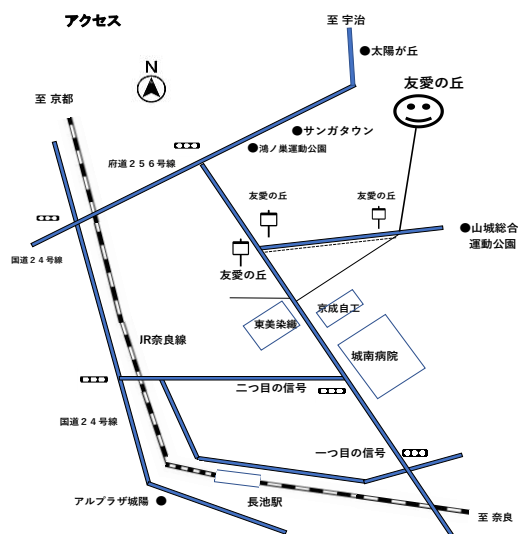 アクセス
至 宇治
太陽が丘
N
友愛の丘
至 京都
サンガタウン
鴻ノ巣運動公園
府道２５６号線
友愛の丘
友愛の丘
山城総合
運動公園
国道２４号線
友愛の丘
京成自工
東美染織
JR奈良線
城南病院
二つ目の信号
国道２４号線
一つ目の信号
アルプラザ城陽
長池駅
至 奈良